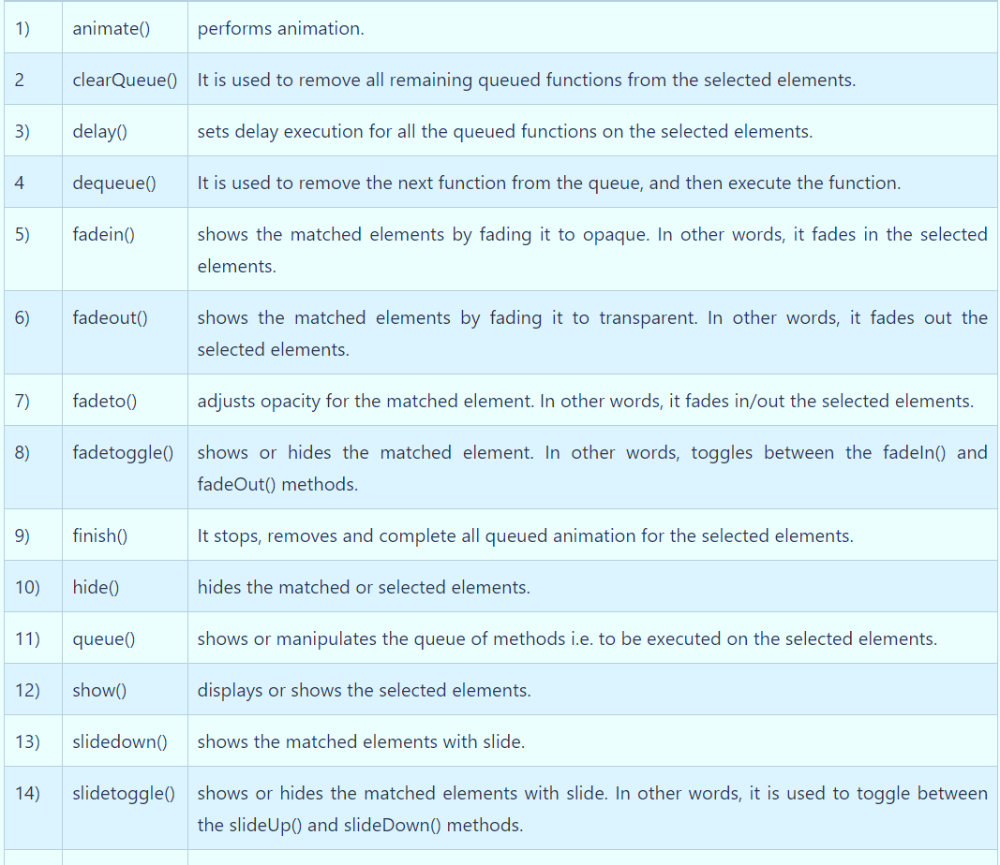 1) animate() performs animation.
2 clearQueue() It is used to remove all remaining queued functions from the selected elements.
3) delay() sets delay execution for all the queued functions on the selected elements.
4 dequeue() It is used to remove the next function from the queue, and then execute the function.
5) fadein() shows the matched elements by fading it to opaque. In other words, it fades in the selected
elements.
6) fadeout() shows the matched elements by fading it to transparent. In other words, it fades out the
selected elements.
7) fadeto() adjusts opacity for the matched element. In other words, it fades in/out the selected elements.
8) fadetoggle() shows or hides the matched element. In other words, toggles between the fadeIn() and
fadeOut() methods.
9) finish() It stops, removes and complete all queued animation for the selected elements.
10) hide() hides the matched or selected elements.
11) queue() shows or manipulates the queue of methods i.e. to be executed on the selected elements.
12) show() displays or shows the selected elements.
13) slidedown() shows the matched elements with slide.
14) slidetoggle() shows or hides the matched elements with slide. In other words, it is used to toggle between
the slideUp() and slideDown() methods.